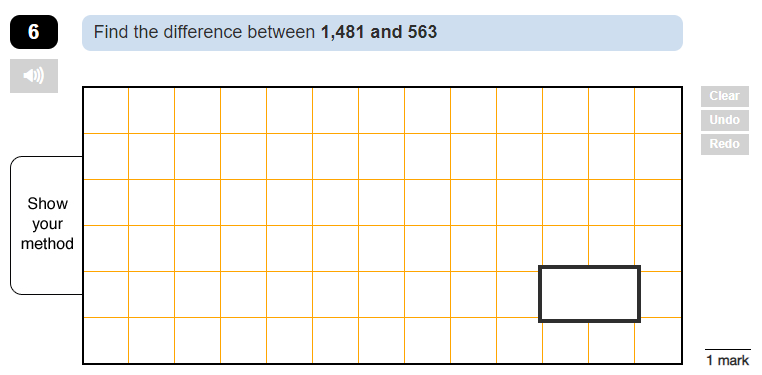 6
Find the difference between 1,481 and 563
Clear
Undo
Redo
Show
your
method
1 mark